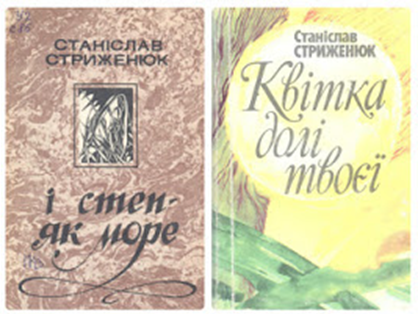 СТАНІСЛАВ
СТРИЖЕНЮК
і степ-
як море
Станіслав
СТРИЖЕНЮК
Квітка
долі
твоєї